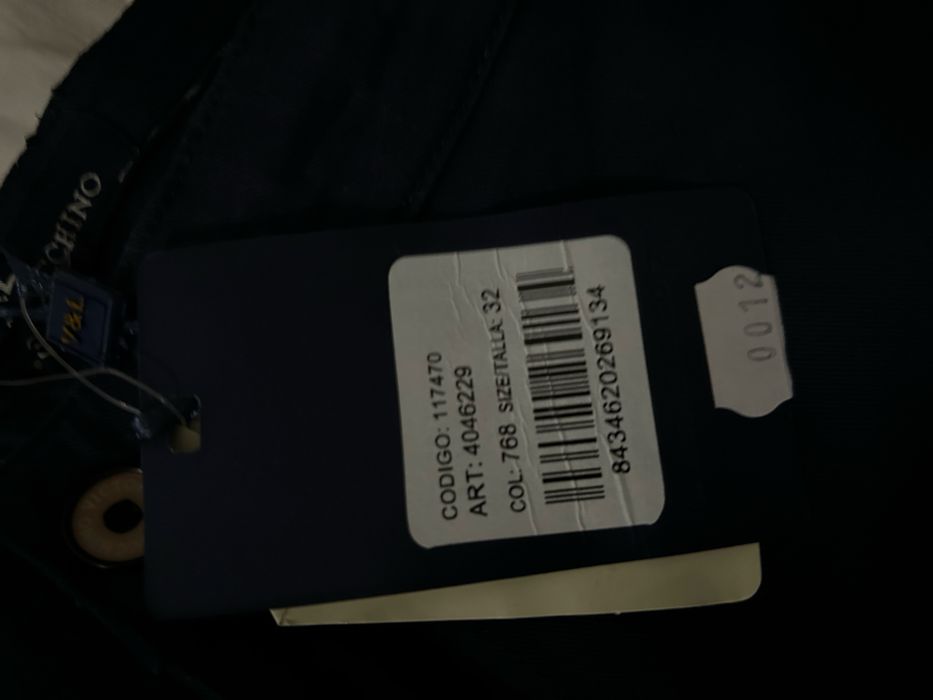 CHINO
V&L
CODIGO: 117470
ART: 4046229
COL: 768 SIZE/TALLA: 32
8434620269134
0012